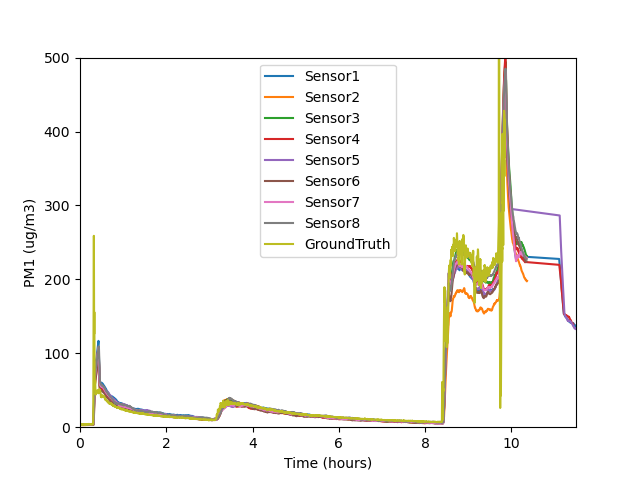 500
400
300
200
100
0
PM1 (ug/m3)
Sensor1
Sensor2
Sensor3
Sensor4
Sensor5
Sensor6
Sensor7
Sensor8
GroundTruth
0 2 4 6 8 10
Time (hours)